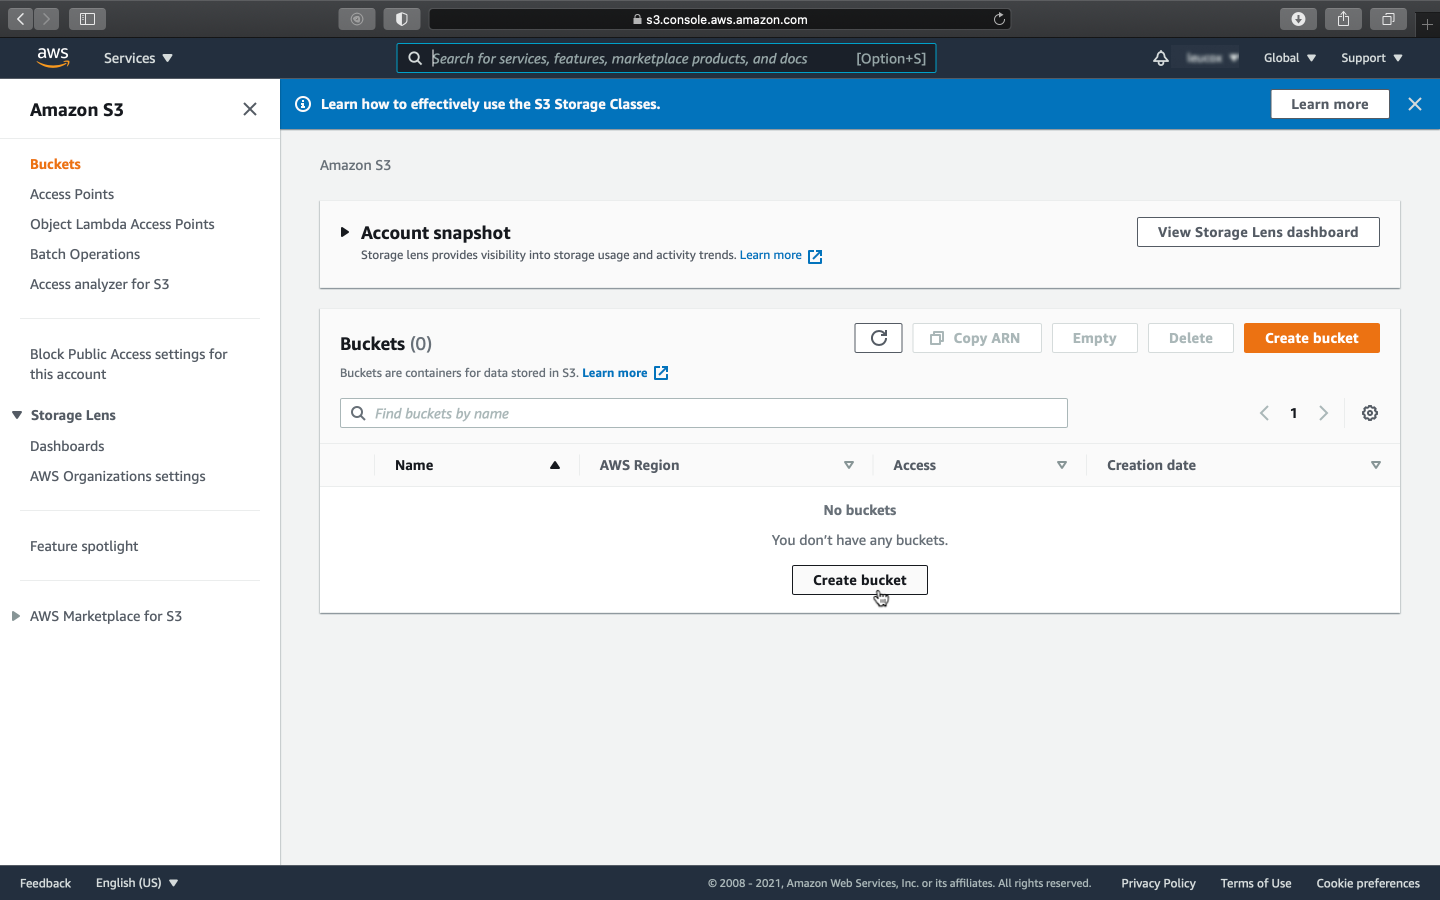 s3.console.aws.amazon.com
aws
Services
Search for services, features, marketplace products, and docs
[Option+S]
Global
Support
Amazon S3
Learn how to effectively use the S3 Storage Classes.
Learn more
Buckets
Access Points
Object Lambda Access Points
Batch Operations
Access analyzer for S3
Block Public Access settings for
this account
Storage Lens
Dashboards
AWS Organizations settings
Feature spotlight
AWS Marketplace for S3
Amazon S3
Account snapshot
View Storage Lens dashboard
Storage lens provides visibility into storage usage and activity trends. Learn more
Buckets (0)
Copy ARN
Empty
Delete
Create bucket
Buckets are containers for data stored in S3. Learn more
Find buckets by name
1
Name
AWS Region
Access
Creation date
No buckets
You don't have any buckets.
Create bucket
Feedback
English (US)
© 2008 - 2021, Amazon Web Services, Inc. or its affiliates. All rights reserved.
Privacy Policy
Terms of Use
Cookie preferences